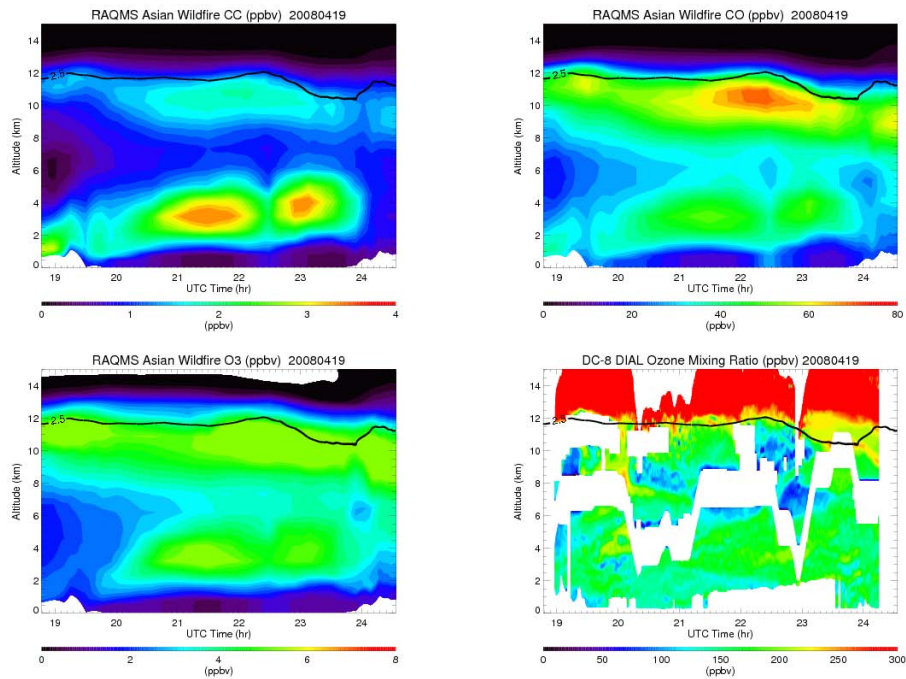 RAQMS Asian Wildfire CC (ppbv) 20080419
14
12
10
8
6
4
2
0
Altitude (km)
2.5
19 20 21 22 23 24
UTC Time (hr)
0 1 2 3 4
(ppbv)
RAQMS Asian Wildfire CO (ppbv) 20080419
14
12
10
8
6
4
2
0
Altitude (km)
2.5
19 20 21 22 23 24
UTC Time (hr)
0 20 40 60 80
(ppbv)
RAQMS Asian Wildfire O3 (ppbv) 20080419
14
12
10
8
6
4
2
0
Altitude (km)
2.5
19 20 21 22 23 24
UTC Time (hr)
0 2 4 6 8
(ppbv)
DC-8 DIAL Ozone Mixing Ratio (ppbv) 20080419
14
12
10
8
6
4
2
0
Altitude (km)
2.5
19 20 21 22 23 24
UTC Time (hr)
0 50 100 150 200 250 300
(ppbv)